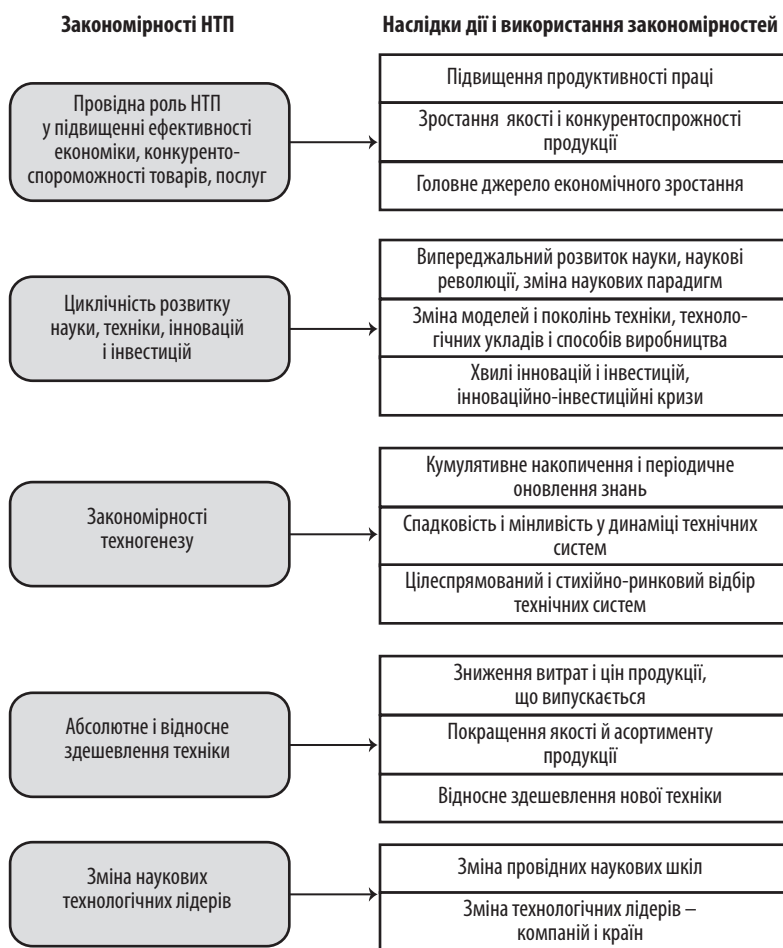 Закономірності НТП
Наслідки дії і використання закономірностей
Провідна роль НТП
у підвищенні ефективності
економіки, конкуренто-
спороможності товарів, послуг
Підвищення продуктивності праці
Зростання якості і конкурентоспрожності
продукції
Головне джерело економічного зростання
Циклічність розвитку
науки, техніки, інновацій
і інвестицій
Випереджальний розвиток науки, наукові
революції, зміна наукових парадигм
Зміна моделей і поколінь техніки, техноло-
гічних укладів і способів виробництва
Хвилі інновацій і інвестицій,
інноваційно-інвестиційні кризи
Закономірності
техногенезу
Кумулятивне накопичення і періодичне
оновлення знань
Спадковість і мінливість у динаміці технічних
систем
Цілеспрямований і стихійно-ринковий відбір
технічних систем
Абсолютне і відносне
здешевлення техніки
Зниження витрат і цін продукції,
що випускається
Покращення якості й асортименту
продукції
Відносне здешевлення нової техніки
Зміна наукових
технологічних лідерів
Зміна провідних наукових шкіл
Зміна технологічних лідерів –
компаній і країн